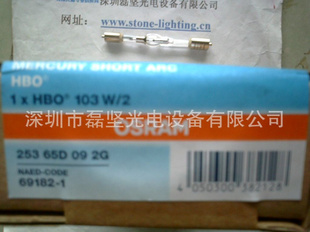 深圳磊坚光电设备有限公司
网址：www.stone-lighting.cn
MERCURY SHORT ARC
HBO®
1 x HBO® 103 W/2
深圳市磊坚光电设备有限公司
OSRAM
253 65D 09 2G
NAED-CODE
69182-1
4 050300 382128